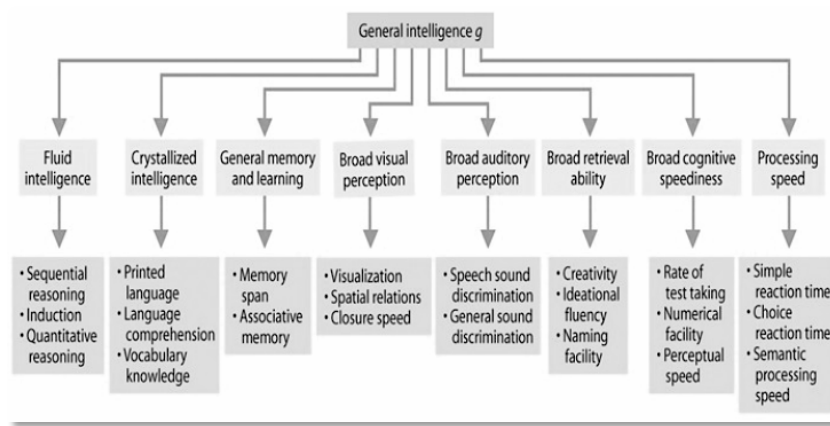 General intelligence g
Fluid
intelligence
Crystallized
intelligence
General memory
and learning
Broad visual
perception
Broad auditory
perception
Broad retrieval
ability
Broad cognitive
speediness
Processing
speed
• Sequential
reasoning
• Induction
• Quantitative
reasoning
• Printed
language
• Language
comprehension
• Vocabulary
knowledge
• Memory
span
• Associative
memory
• Visualization
• Spatial relations
• Closure speed
• Speech sound
discrimination
• General sound
discrimination
• Creativity
• Ideational
fluency
• Naming
facility
• Rate of
test taking
• Numerical
facility
• Perceptual
speed
• Simple
reaction time
• Choice
reaction time
• Semantic
processing
speed